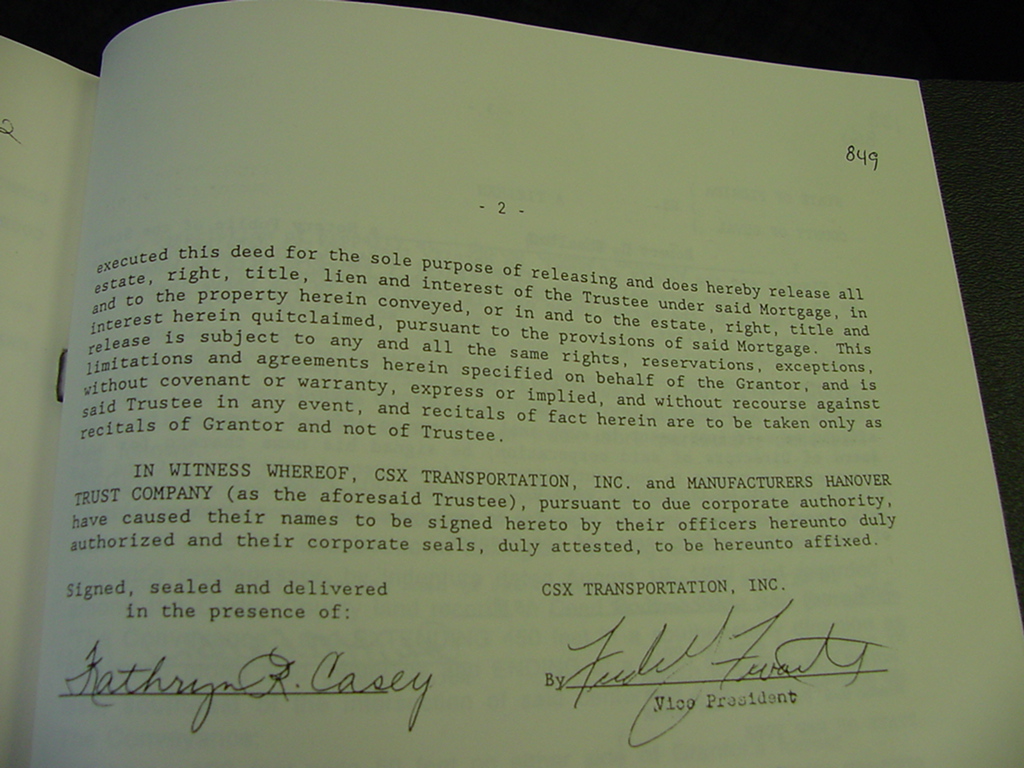 2
849
- 2 -
executed this deed for the sole purpose of releasing and does hereby release all
estate, right, title, lien and interest of the Trustee under said Mortgage, in
and to the property herein conveyed, or in and to the estate, right, title and
interest herein quitclaimed, pursuant to the provisions of said Mortgage. This
release is subject to any and all the same rights, reservations, exceptions,
limitations and agreements herein specified on behalf of the Grantor, and is
without covenant or warranty, express or implied, and without recourse against
said Trustee in any event, and recitals of fact herein are to be taken only as
recitals of Grantor and not of Trustee.
IN WITNESS WHEREOF, CSX TRANSPORTATION, INC. and MANUFACTURERS HANOVER
TRUST COMPANY (as the aforesaid Trustee), pursuant to due corporate authority,
have caused their names to be signed hereto by their officers hereunto duly
authorized and their corporate seals, duly attested, to be hereunto affixed.
Signed, sealed and delivered
in the presence of:
Kathryn R. Casey
CSX TRANSPORTATION, INC.
By
Vice President